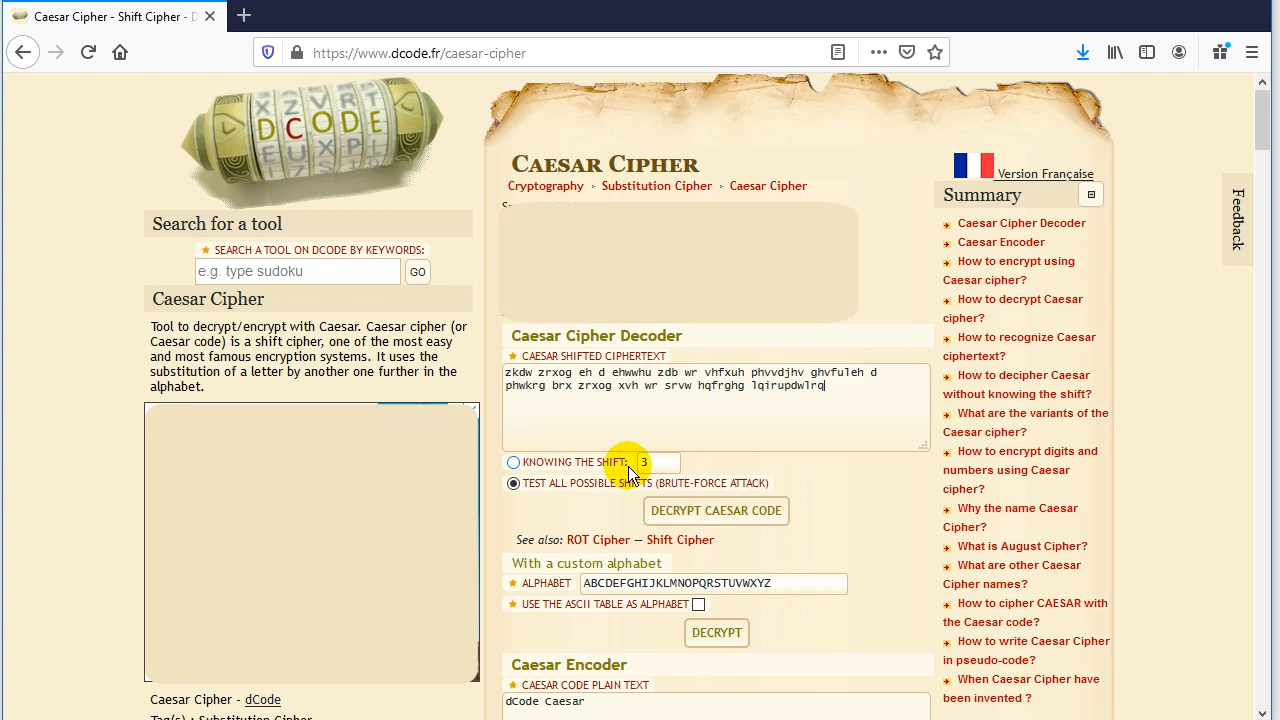 Caesar Cipher - Shift Cipher - D
https://www.dcode.fr/caesar-cipher
X Z V R T
D C O D E
E U X P L
Search for a tool
SEARCH A TOOL ON DCODE BY KEYWORDS:
e.g. type sudoku
GO
Caesar Cipher
Tool to decrypt/encrypt with Caesar. Caesar cipher (or
Caesar code) is a shift cipher, one of the most easy
and most famous encryption systems. It uses the
substitution of a letter by another one further in the
alphabet.
Caesar Cipher - dCode
Tag(s) : Substitution Cipher
CAESAR CIPHER
Cryptography › Substitution Cipher › Caesar Cipher
Caesar Cipher Decoder
CAESAR SHIFTED CIPHERTEXT
zkdw zrxog eh d ehwwhu zdb wr vhfxuh phvvdjhv ghvfuleh d
phwkrg brx zrxog xvh wr srvw hqfrghg lqirupdwlrq
KNOWING THE SHIFT: 3
TEST ALL POSSIBLE SHIFTS (BRUTE-FORCE ATTACK)
DECRYPT CAESAR CODE
See also: ROT Cipher — Shift Cipher
With a custom alphabet
ALPHABET ABCDEFGHIJKLMNOPQRSTUVWXYZ
USE THE ASCII TABLE AS ALPHABET
DECRYPT
Caesar Encoder
CAESAR CODE PLAIN TEXT
dCode Caesar
Version Française
Summary
Caesar Cipher Decoder
Caesar Encoder
How to encrypt using
Caesar cipher?
How to decrypt Caesar
cipher?
How to recognize Caesar
ciphertext?
How to decipher Caesar
without knowing the shift?
What are the variants of the
Caesar cipher?
How to encrypt digits and
numbers using Caesar
cipher?
Why the name Caesar
Cipher?
What is August Cipher?
What are other Caesar
Cipher names?
How to cipher CAESAR with
the Caesar code?
How to write Caesar Cipher
in pseudo-code?
When Caesar Cipher have
been invented ?
Feedback